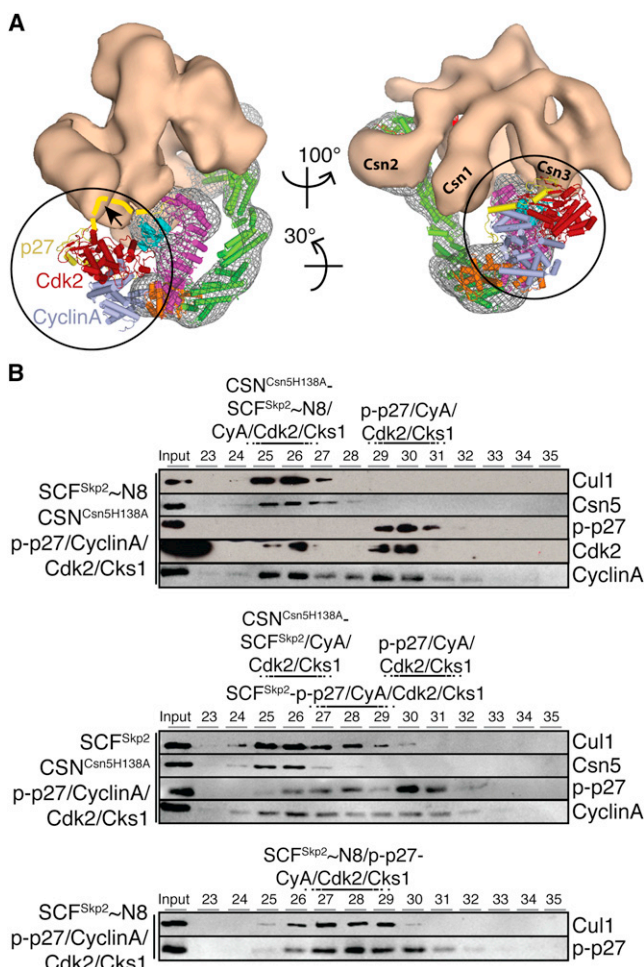 A
100°
30°
Csn2
Csn1
Csn3
p27
Cdk2
CyclinA
B
CSN^Csn5H138A-
SCF^Skp2~N8/
CyA/Cdk2/Cks1
p-p27/CyA/
Cdk2/Cks1
Input 23 24 25 26 27 28 29 30 31 32 33 34 35
SCF^Skp2~N8
CSN^Csn5H138A
p-p27/CyclinA/
Cdk2/Cks1
Cul1
Csn5
p-p27
Cdk2
CyclinA
CSN^Csn5H138A-
SCF^Skp2/CyA/
Cdk2/Cks1
p-p27/CyA/
Cdk2/Cks1
SCF^Skp2-p-p27/CyA/Cdk2/Cks1
Input 23 24 25 26 27 28 29 30 31 32 33 34 35
SCF^Skp2
CSN^Csn5H138A
p-p27/CyclinA/
Cdk2/Cks1
Cul1
Csn5
p-p27
CyclinA
SCF^Skp2~N8/p-p27-
CyA/Cdk2/Cks1
Input 23 24 25 26 27 28 29 30 31 32 33 34 35
SCF^Skp2~N8
p-p27/CyclinA/
Cdk2/Cks1
Cul1
p-p27